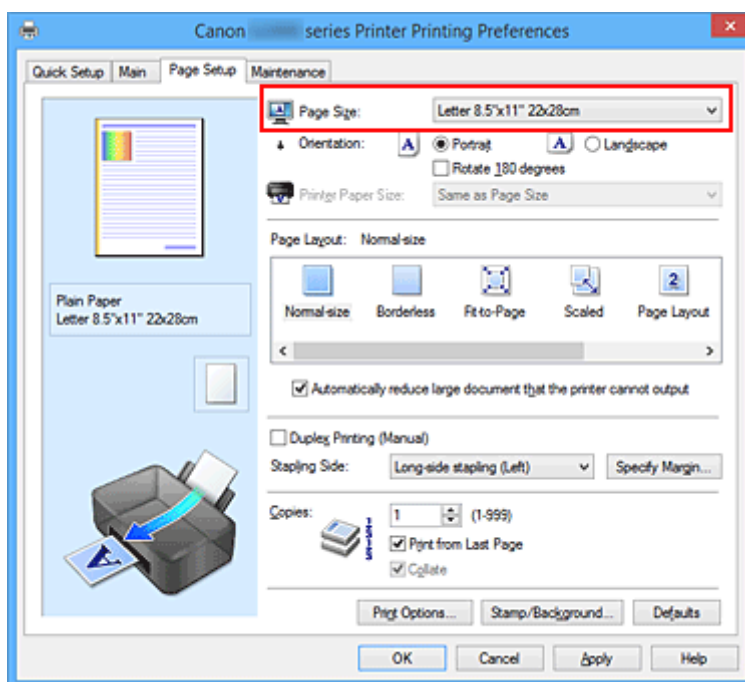 Canon series Printer Printing Preferences
Quick Setup Main Page Setup Maintenance
Page Size: Letter 8.5"x11" 22x28cm
Orientation: A Portrait A Landscape
Rotate 180 degrees
Printer Paper Size: Same as Page Size
Page Layout: Normal-size
2
Normal-size Borderless Fit-to-Page Scaled Page Layout
Plain Paper
Letter 8.5"x11" 22x28cm
Automatically reduce large document that the printer cannot output
Duplex Printing (Manual)
Stapling Side: Long-side stapling (Left) Specify Margin...
Copies: 1 (1-999)
Print from Last Page
Collate
A
Print Options... Stamp/Background... Defaults
OK Cancel Apply Help